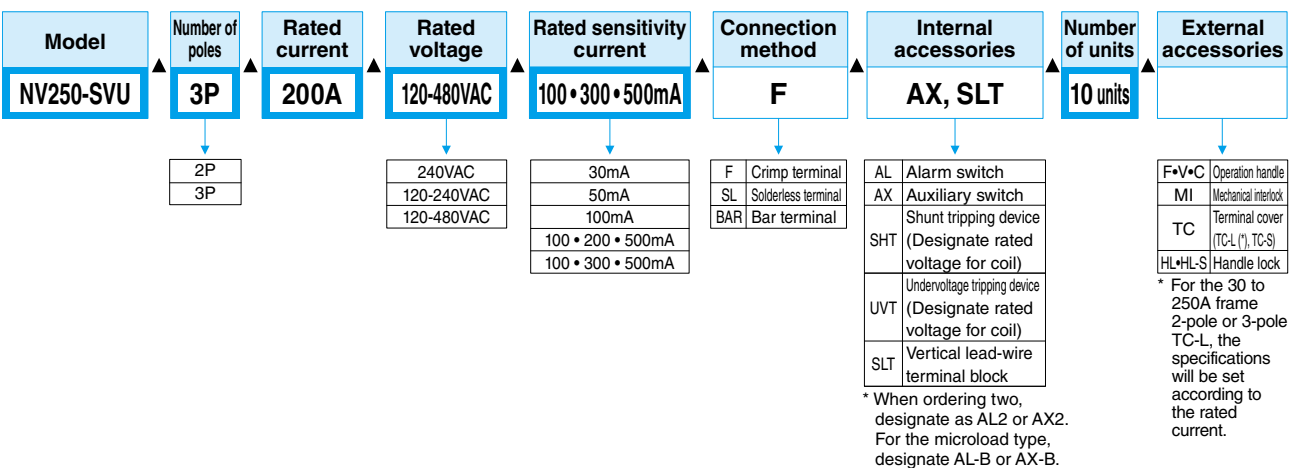 Model
Number of poles
Rated current
Rated voltage
Rated sensitivity current
Connection method
Internal accessories
Number of units
External accessories
NV250-SVU ▲ 3P ▲ 200A ▲ 120-480VAC ▲ 100•300•500mA ▲ F ▲ AX, SLT ▲ 10 units ▲
2P
3P
240VAC
120-240VAC
120-480VAC
30mA
50mA
100mA
100 • 200 • 500mA
100 • 300 • 500mA
F Crimp terminal
SL Solderless terminal
BAR Bar terminal
AL Alarm switch
AX Auxiliary switch
SHT Shunt tripping device
(Designate rated
voltage for coil)
UVT Undervoltage tripping device
(Designate rated
voltage for coil)
SLT Vertical lead-wire
terminal block
* When ordering two,
designate as AL2 or AX2.
For the microload type,
designate AL-B or AX-B.
F•V•C Operation handle
MI Mechanical interlock
TC Terminal cover
(TC-L (*), TC-S)
HL•HL-S Handle lock
* For the 30 to
250A frame
2-pole or 3-pole
TC-L, the
specifications
will be set
according to
the rated
current.